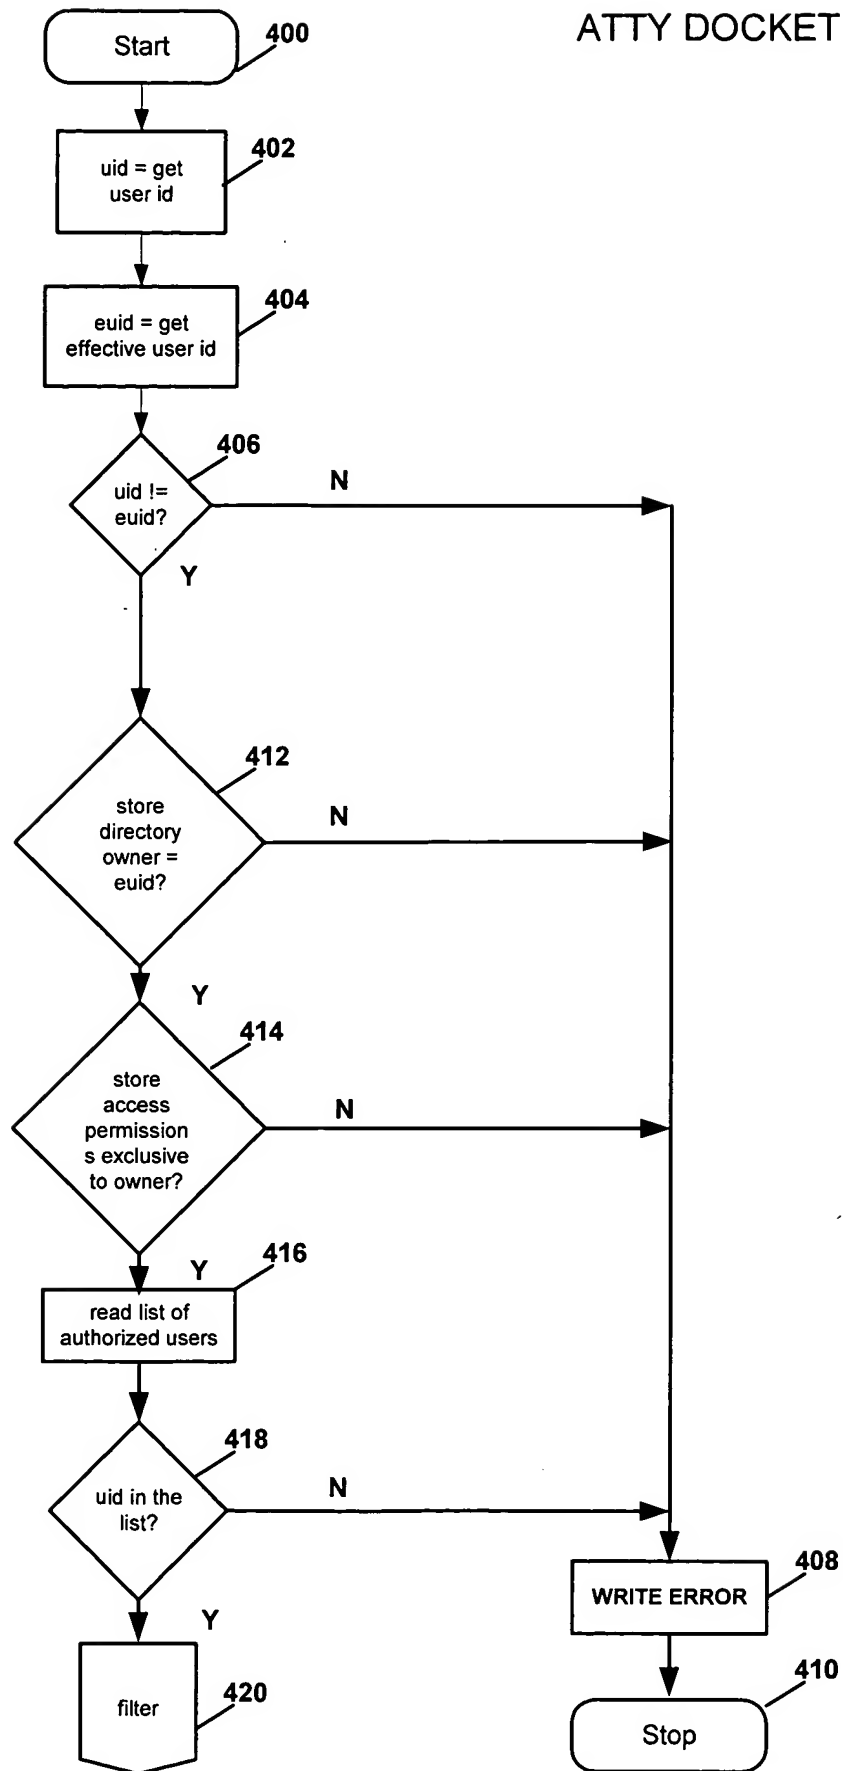 ATTY DOCKET
Start
400
uid = get
user id
402
euid = get
effective user id
404
uid !=
euid?
406
N
Y
store
directory
owner =
euid?
412
N
Y
store
access
permission
s exclusive
to owner?
414
N
Y
read list of
authorized users
416
uid in the
list?
418
N
Y
WRITE ERROR
408
filter
420
Stop
410